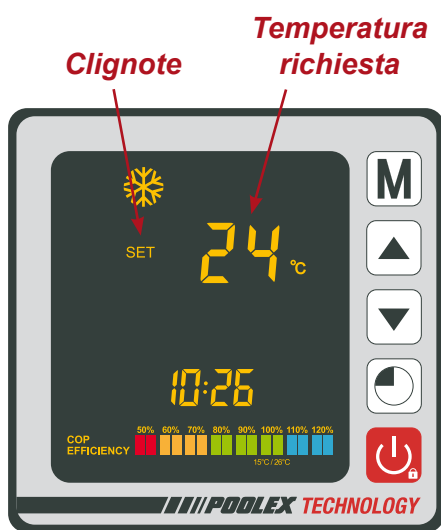 Temperatura
richiesta
Clignote
M
SET
24 °C
10:26
50% 60% 70% 80% 90% 100% 110% 120%
COP
EFFICIENCY
15°C / 26°C
POOLEX TECHNOLOGY